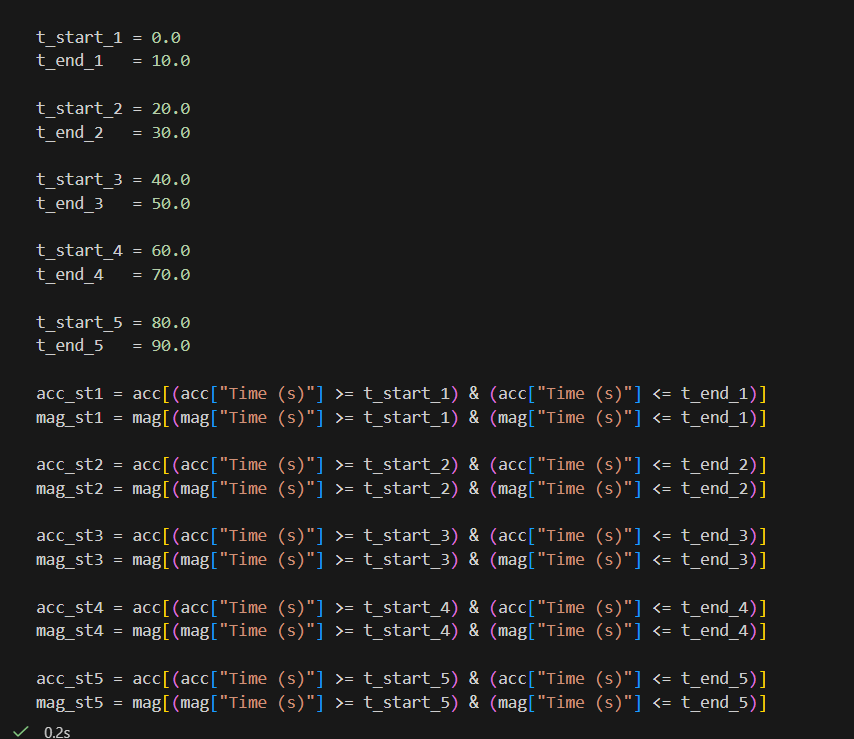 t_start_1 = 0.0
t_end_1   = 10.0
t_start_2 = 20.0
t_end_2   = 30.0
t_start_3 = 40.0
t_end_3   = 50.0
t_start_4 = 60.0
t_end_4   = 70.0
t_start_5 = 80.0
t_end_5   = 90.0
acc_st1 = acc[(acc["Time (s)"] >= t_start_1) & (acc["Time (s)"] <= t_end_1)]
mag_st1 = mag[(mag["Time (s)"] >= t_start_1) & (mag["Time (s)"] <= t_end_1)]
acc_st2 = acc[(acc["Time (s)"] >= t_start_2) & (acc["Time (s)"] <= t_end_2)]
mag_st2 = mag[(mag["Time (s)"] >= t_start_2) & (mag["Time (s)"] <= t_end_2)]
acc_st3 = acc[(acc["Time (s)"] >= t_start_3) & (acc["Time (s)"] <= t_end_3)]
mag_st3 = mag[(mag["Time (s)"] >= t_start_3) & (mag["Time (s)"] <= t_end_3)]
acc_st4 = acc[(acc["Time (s)"] >= t_start_4) & (acc["Time (s)"] <= t_end_4)]
mag_st4 = mag[(mag["Time (s)"] >= t_start_4) & (mag["Time (s)"] <= t_end_4)]
acc_st5 = acc[(acc["Time (s)"] >= t_start_5) & (acc["Time (s)"] <= t_end_5)]
mag_st5 = mag[(mag["Time (s)"] >= t_start_5) & (mag["Time (s)"] <= t_end_5)]
0.2s